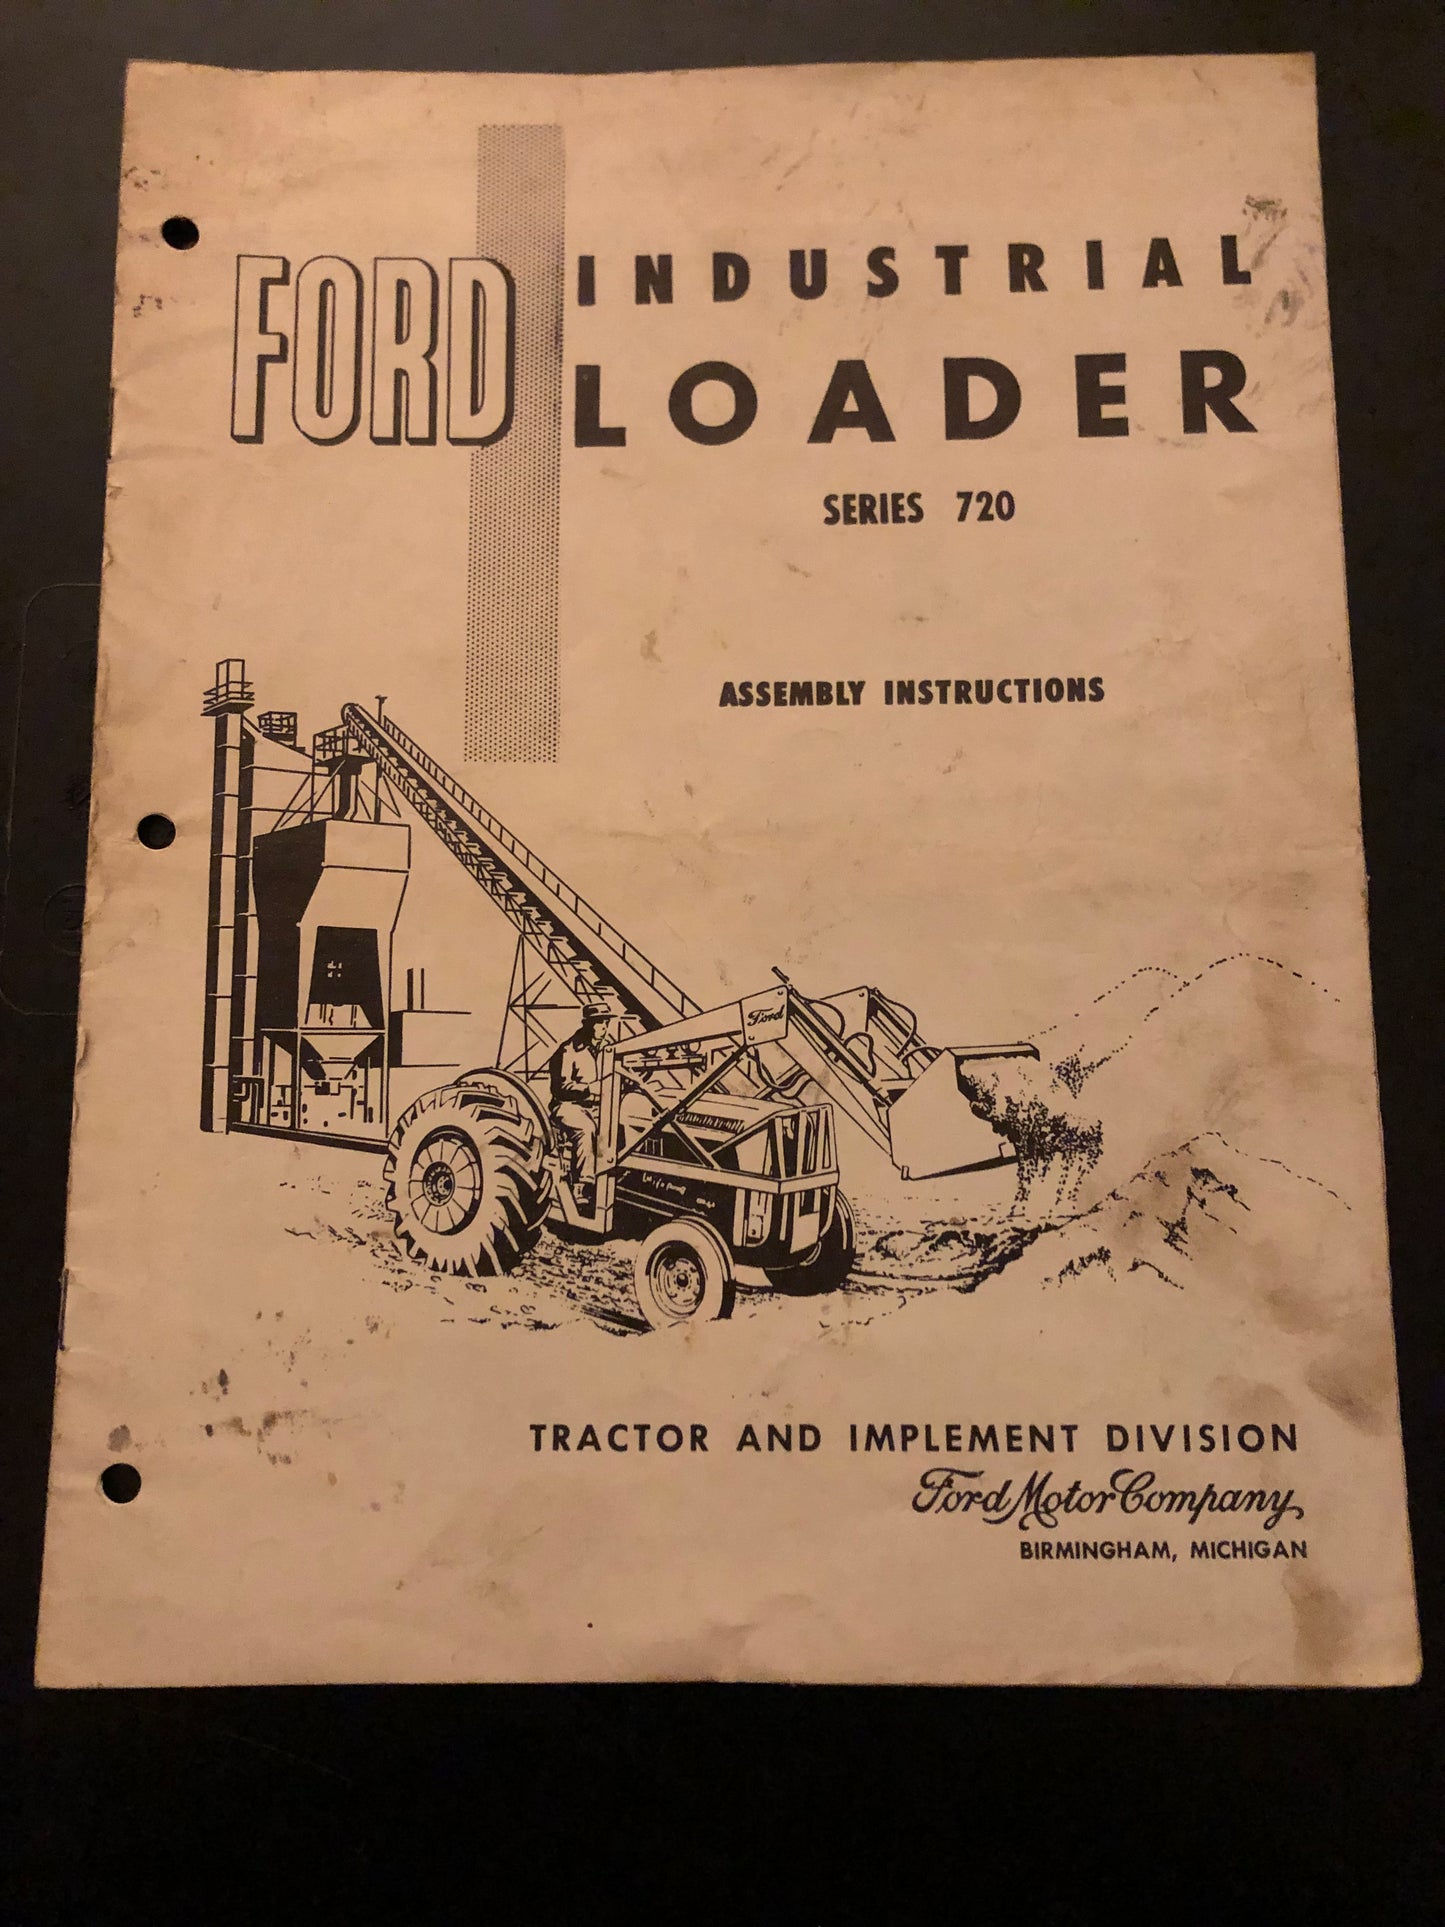 FORD INDUSTRIAL
LOADER
SERIES 720
ASSEMBLY INSTRUCTIONS
Ford
TRACTOR AND IMPLEMENT DIVISION
Ford Motor Company
BIRMINGHAM, MICHIGAN